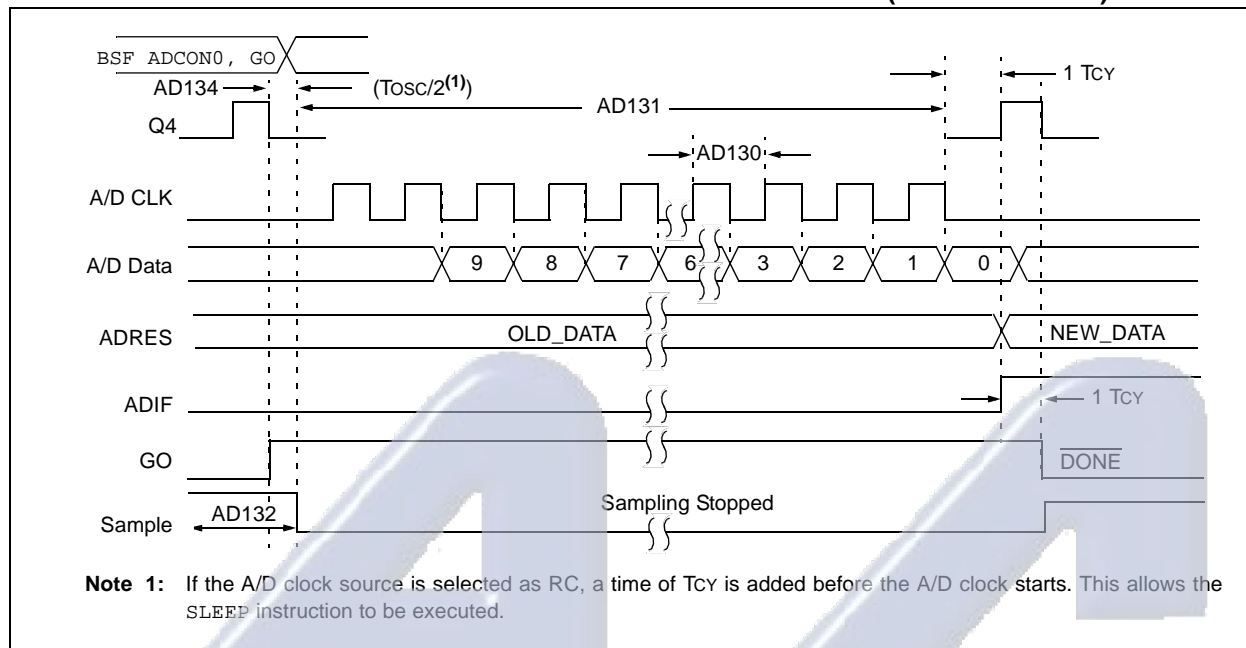 BSF ADCON0, GO
AD134 (TOSC/2(1)) 1 TCY
AD131
Q4
AD130
A/D CLK
A/D Data 9 8 7 6 3 2 1 0
ADRES OLD_DATA NEW_DATA
ADIF 1 TCY
GO DONE
Sample AD132 Sampling Stopped
Note 1: If the A/D clock source is selected as RC, a time of TCY is added before the A/D clock starts. This allows the
SLEEP instruction to be executed.